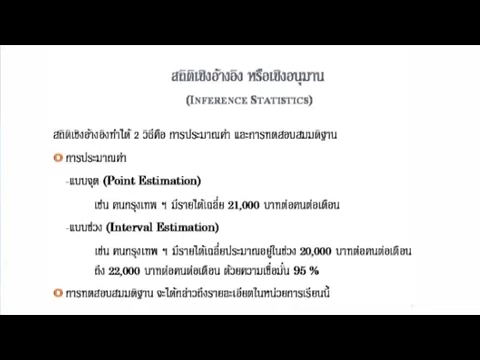 สถิติเชิงอ้างอิง หรือเชิงอนุมาน
(INFERENCE STATISTICS)
สถิติเชิงอ้างอิงทำได้ 2 วิธีคือ การประมาณค่า และการทดสอบสมมติฐาน
การประมาณค่า
-แบบจุด (Point Estimation)
เช่น คนกรุงเทพ ฯ มีรายได้เฉลี่ย 21,000 บาทต่อคนต่อเดือน
-แบบช่วง (Interval Estimation)
เช่น คนกรุงเทพ ฯ มีรายได้เฉลี่ยประมาณอยู่ในช่วง 20,000 บาทต่อคนต่อเดือน
ถึง 22,000 บาทต่อคนต่อเดือน ด้วยความเชื่อมั่น 95 %
การทดสอบสมมติฐาน จะได้กล่าวถึงรายละเอียดในหน่วยการเรียนนี้